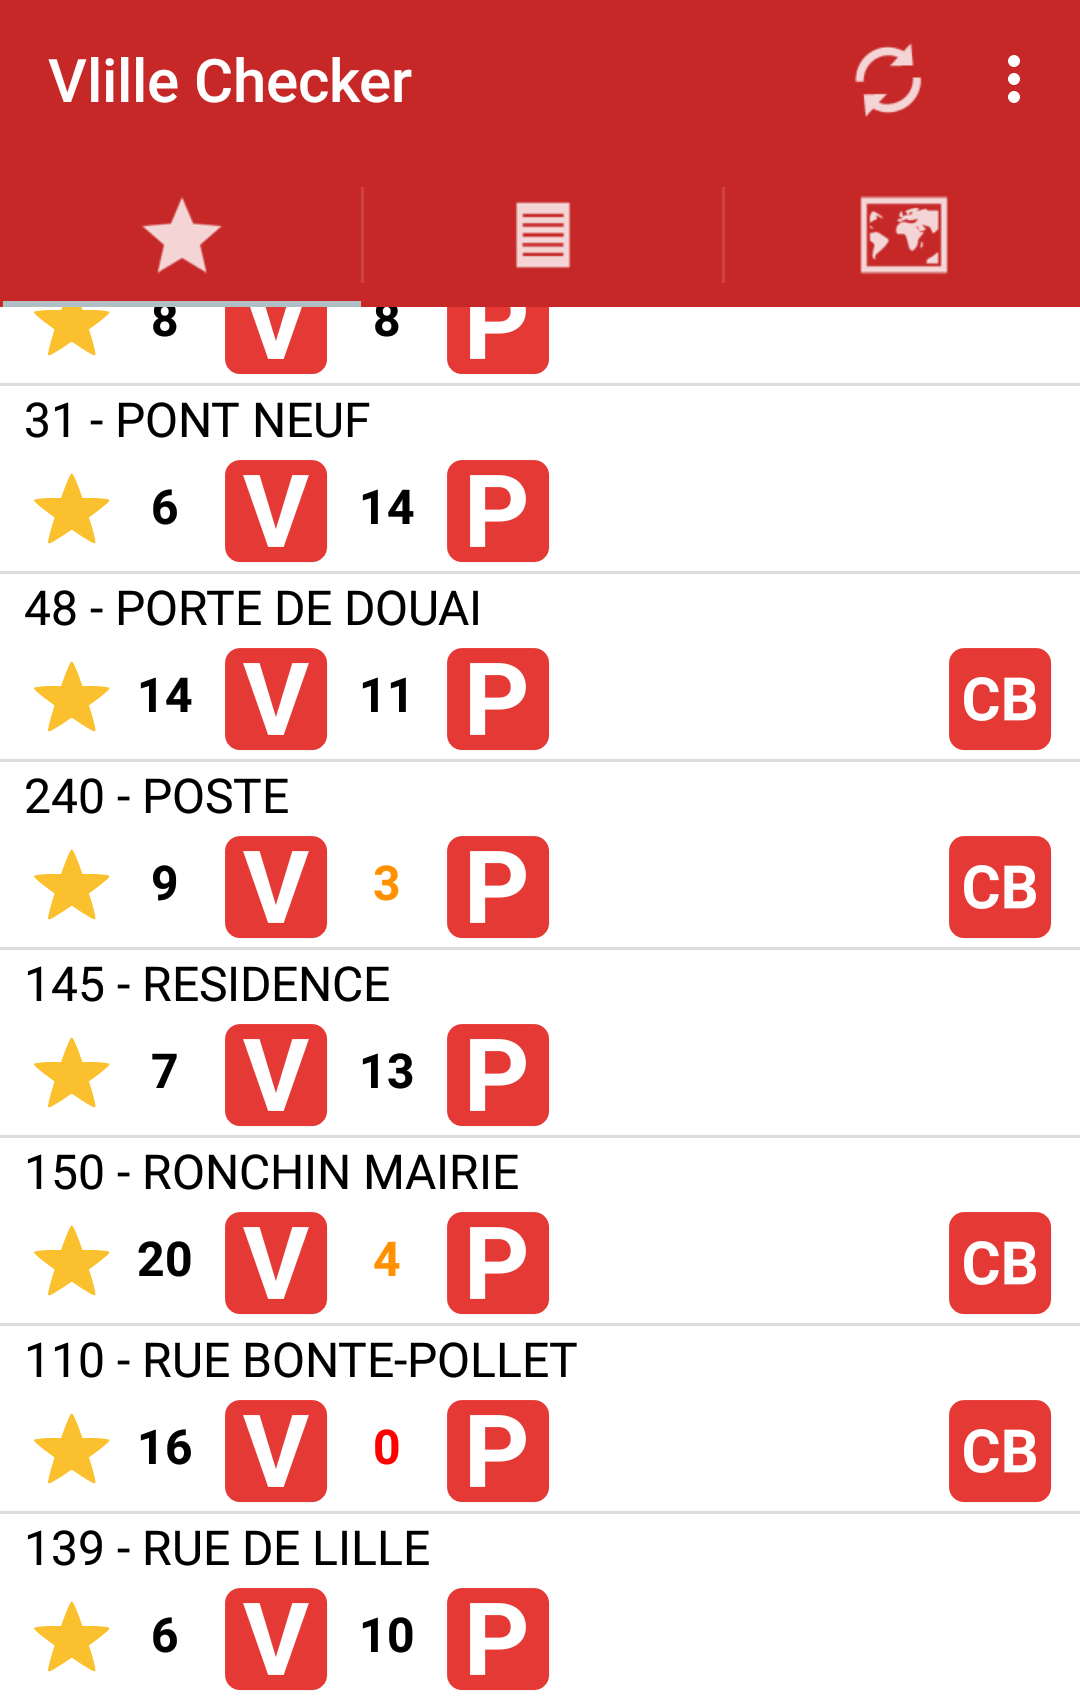 Vlille Checker
8 V 8 P
31 - PONT NEUF
6 V 14 P
48 - PORTE DE DOUAI
14 V 11 P CB
240 - POSTE
9 V 3 P CB
145 - RESIDENCE
7 V 13 P
150 - RONCHIN MAIRIE
20 V 4 P CB
110 - RUE BONTE-POLLET
16 V 0 P CB
139 - RUE DE LILLE
6 V 10 P